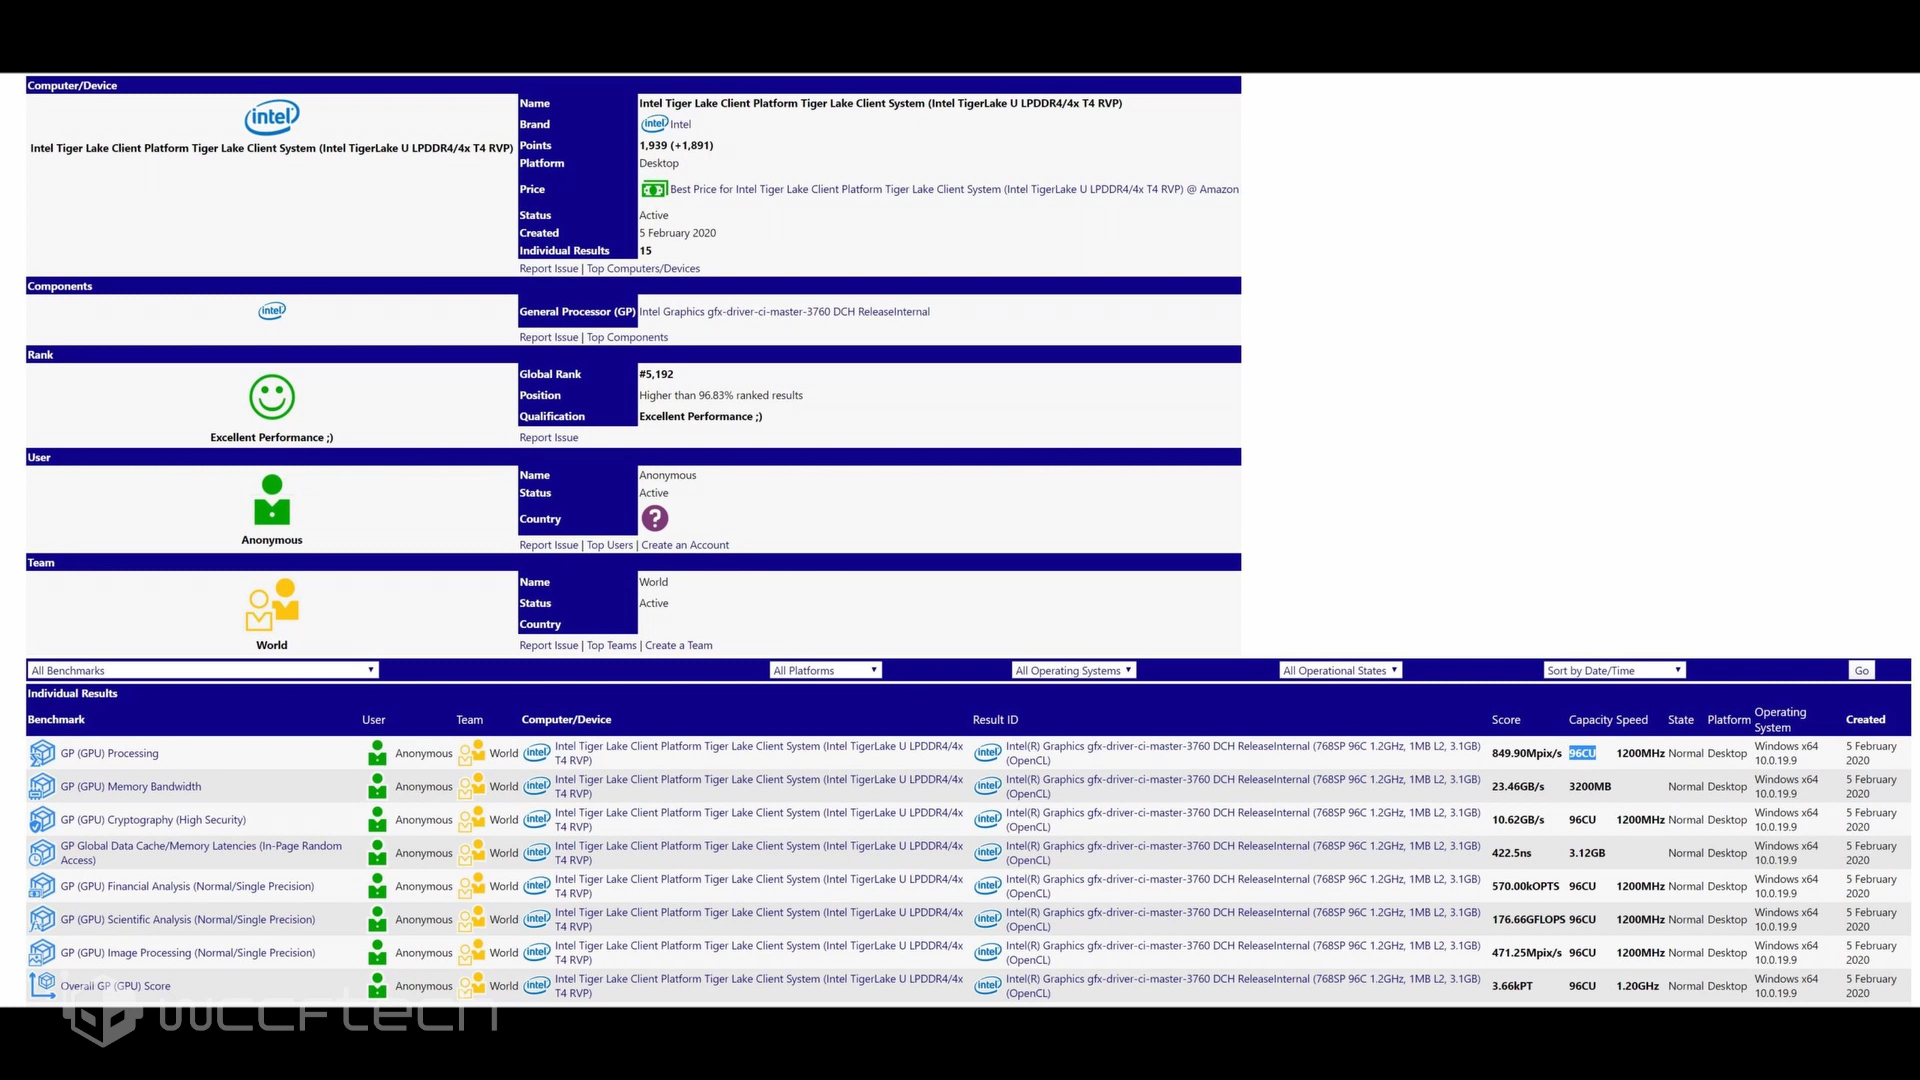 Computer/Device
intel
Intel Tiger Lake Client Platform Tiger Lake Client System (Intel TigerLake U LPDDR4/4x T4 RVP)
Name Intel Tiger Lake Client Platform Tiger Lake Client System (Intel TigerLake U LPDDR4/4x T4 RVP)
Brand intel Intel
Points 1,939 (+1,891)
Platform Desktop
Price Best Price for Intel Tiger Lake Client Platform Tiger Lake Client System (Intel TigerLake U LPDDR4/4x T4 RVP) @ Amazon
Status Active
Created 5 February 2020
Individual Results 15
Report Issue | Top Computers/Devices
Components
intel
General Processor (GP) Intel Graphics gfx-driver-ci-master-3760 DCH ReleaseInternal
Report Issue | Top Components
Rank
Excellent Performance ;)
Global Rank #5,192
Position Higher than 96.83% ranked results
Qualification Excellent Performance ;)
Report Issue
User
Anonymous
Name Anonymous
Status Active
Country ?
Report Issue | Top Users | Create an Account
Team
World
Name World
Status Active
Country
Report Issue | Top Teams | Create a Team
All Benchmarks All Platforms All Operating Systems All Operational States Sort by Date/Time Go
Individual Results
Benchmark User Team Computer/Device Result ID Score Capacity Speed State Platform Operating System Created
GP (GPU) Processing Anonymous World intel Intel Tiger Lake Client Platform Tiger Lake Client System (Intel TigerLake U LPDDR4/4x T4 RVP) intel Intel(R) Graphics gfx-driver-ci-master-3760 DCH ReleaseInternal (768SP 96C 1.2GHz, 1MB L2, 3.1GB) (OpenCL) 849.90Mpix/s 96CU 1200MHz Normal Desktop Windows x64 10.0.19.9 5 February 2020
GP (GPU) Memory Bandwidth Anonymous World intel Intel Tiger Lake Client Platform Tiger Lake Client System (Intel TigerLake U LPDDR4/4x T4 RVP) intel Intel(R) Graphics gfx-driver-ci-master-3760 DCH ReleaseInternal (768SP 96C 1.2GHz, 1MB L2, 3.1GB) (OpenCL) 23.46GB/s 3200MB Normal Desktop Windows x64 10.0.19.9 5 February 2020
GP (GPU) Cryptography (High Security) Anonymous World intel Intel Tiger Lake Client Platform Tiger Lake Client System (Intel TigerLake U LPDDR4/4x T4 RVP) intel Intel(R) Graphics gfx-driver-ci-master-3760 DCH ReleaseInternal (768SP 96C 1.2GHz, 1MB L2, 3.1GB) (OpenCL) 10.62GB/s 96CU 1200MHz Normal Desktop Windows x64 10.0.19.9 5 February 2020
GP Global Data Cache/Memory Latencies (In-Page Random Access) Anonymous World intel Intel Tiger Lake Client Platform Tiger Lake Client System (Intel TigerLake U LPDDR4/4x T4 RVP) intel Intel(R) Graphics gfx-driver-ci-master-3760 DCH ReleaseInternal (768SP 96C 1.2GHz, 1MB L2, 3.1GB) (OpenCL) 422.5ns 3.12GB Normal Desktop Windows x64 10.0.19.9 5 February 2020
GP (GPU) Financial Analysis (Normal/Single Precision) Anonymous World intel Intel Tiger Lake Client Platform Tiger Lake Client System (Intel TigerLake U LPDDR4/4x T4 RVP) intel Intel(R) Graphics gfx-driver-ci-master-3760 DCH ReleaseInternal (768SP 96C 1.2GHz, 1MB L2, 3.1GB) (OpenCL) 570.00kOPTS 96CU 1200MHz Normal Desktop Windows x64 10.0.19.9 5 February 2020
GP (GPU) Scientific Analysis (Normal/Single Precision) Anonymous World intel Intel Tiger Lake Client Platform Tiger Lake Client System (Intel TigerLake U LPDDR4/4x T4 RVP) intel Intel(R) Graphics gfx-driver-ci-master-3760 DCH ReleaseInternal (768SP 96C 1.2GHz, 1MB L2, 3.1GB) (OpenCL) 176.66GFLOPS 96CU 1200MHz Normal Desktop Windows x64 10.0.19.9 5 February 2020
GP (GPU) Image Processing (Normal/Single Precision) Anonymous World intel Intel Tiger Lake Client Platform Tiger Lake Client System (Intel TigerLake U LPDDR4/4x T4 RVP) intel Intel(R) Graphics gfx-driver-ci-master-3760 DCH ReleaseInternal (768SP 96C 1.2GHz, 1MB L2, 3.1GB) (OpenCL) 471.25Mpix/s 96CU 1200MHz Normal Desktop Windows x64 10.0.19.9 5 February 2020
Overall GP (GPU) Score Anonymous World intel Intel Tiger Lake Client Platform Tiger Lake Client System (Intel TigerLake U LPDDR4/4x T4 RVP) intel Intel(R) Graphics gfx-driver-ci-master-3760 DCH ReleaseInternal (768SP 96C 1.2GHz, 1MB L2, 3.1GB) (OpenCL) 3.66kPT 96CU 1.20GHz Normal Desktop Windows x64 10.0.19.9 5 February 2020
wccftech